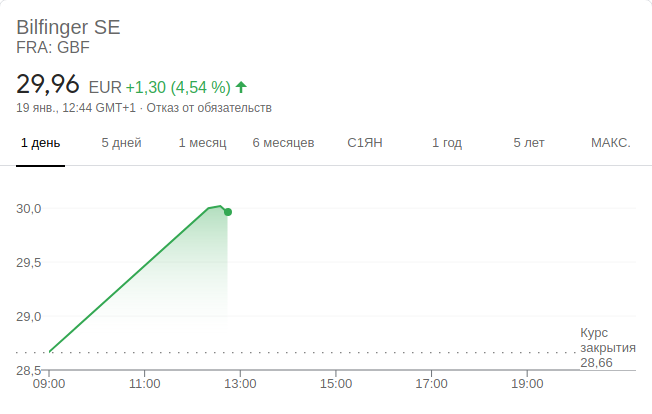 Bilfinger SE
FRA: GBF
29,96 EUR +1,30 (4,54 %)
19 янв., 12:44 GMT+1 · Отказ от обязательств
1 день 5 дней 1 месяц 6 месяцев С1ЯН 1 год 5 лет МАКС.
30,0
29,5
29,0
28,5
Курс
закрытия
28,66
09:00 11:00 13:00 15:00 17:00 19:00